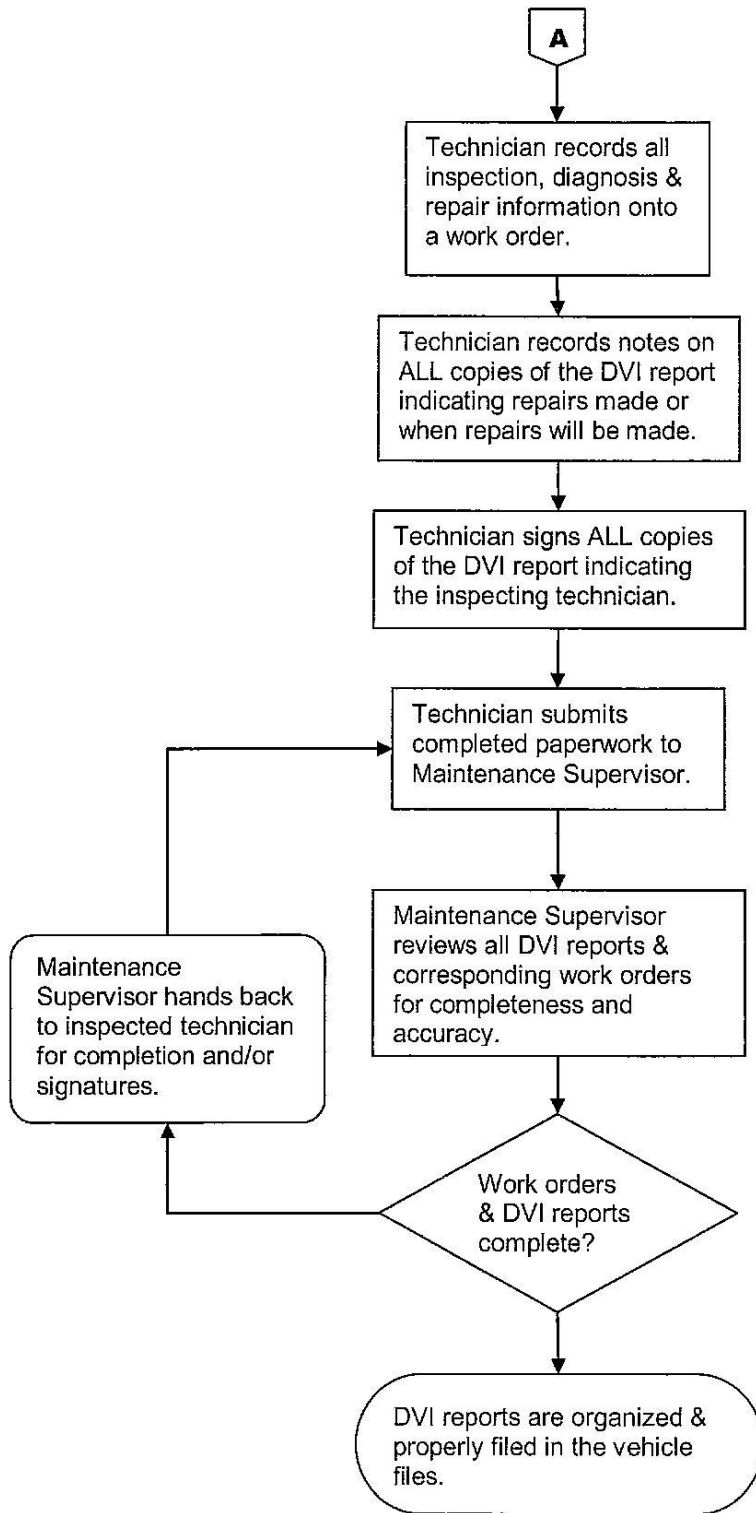 A
Technician records all
inspection, diagnosis &
repair information onto
a work order.
Technician records notes on
ALL copies of the DVI report
indicating repairs made or
when repairs will be made.
Technician signs ALL copies
of the DVI report indicating
the inspecting technician.
Technician submits
completed paperwork to
Maintenance Supervisor.
Maintenance Supervisor
reviews all DVI reports &
corresponding work orders
for completeness and
accuracy.
Maintenance
Supervisor hands back
to inspected technician
for completion and/or
signatures.
Work orders
& DVI reports
complete?
DVI reports are organized &
properly filed in the vehicle
files.